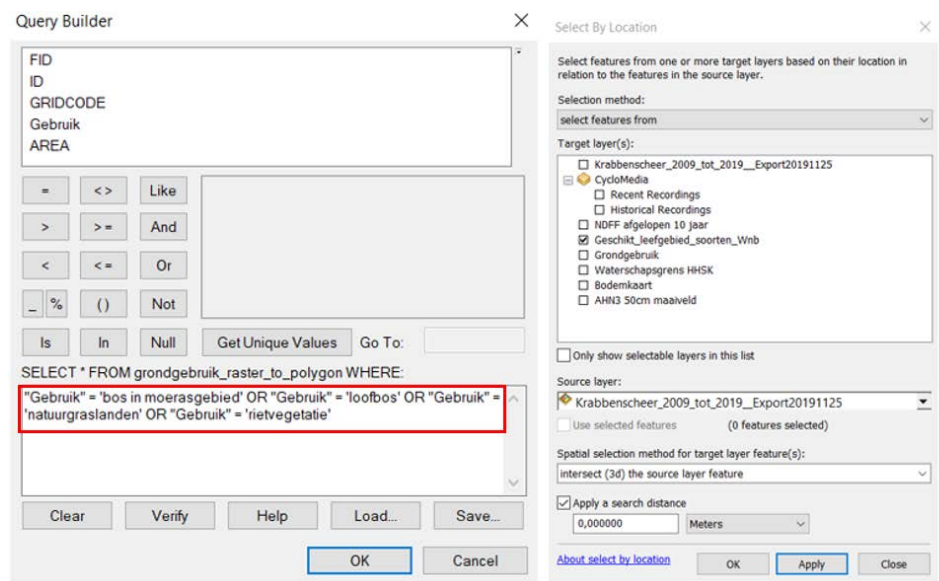 Query Builder
FID
ID
GRIDCODE
Gebruik
AREA
= <> Like
> > = And
< < = Or
_ % () Not
Is In Null Get Unique Values Go To:
SELECT * FROM grondgebruik_raster_to_polygon WHERE:
"Gebruik" = 'bos in moerasgebied' OR "Gebruik" = 'loofbos' OR "Gebruik" =
'natuurgraslanden' OR "Gebruik" = 'rietvegetatie'
Clear Verify Help Load... Save...
OK Cancel
Select By Location
Select features from one or more target layers based on their location in
relation to the features in the source layer.
Selection method:
select features from
Target layer(s):
Krabbenscheer_2009_tot_2019__Export20191125
CycloMedia
Recent Recordings
Historical Recordings
NDFF afgelopen 10 jaar
Geschikt_leefgebied_soorten_Wnb
Grondgebruik
Waterschapsgrens HHSK
Bodemkaart
AHN3 50cm maaiveld
Only show selectable layers in this list
Source layer:
Krabbenscheer_2009_tot_2019__Export20191125
Use selected features (0 features selected)
Spatial selection method for target layer feature(s):
intersect (3d) the source layer feature
Apply a search distance
0,000000 Meters
About select by location OK Apply Close